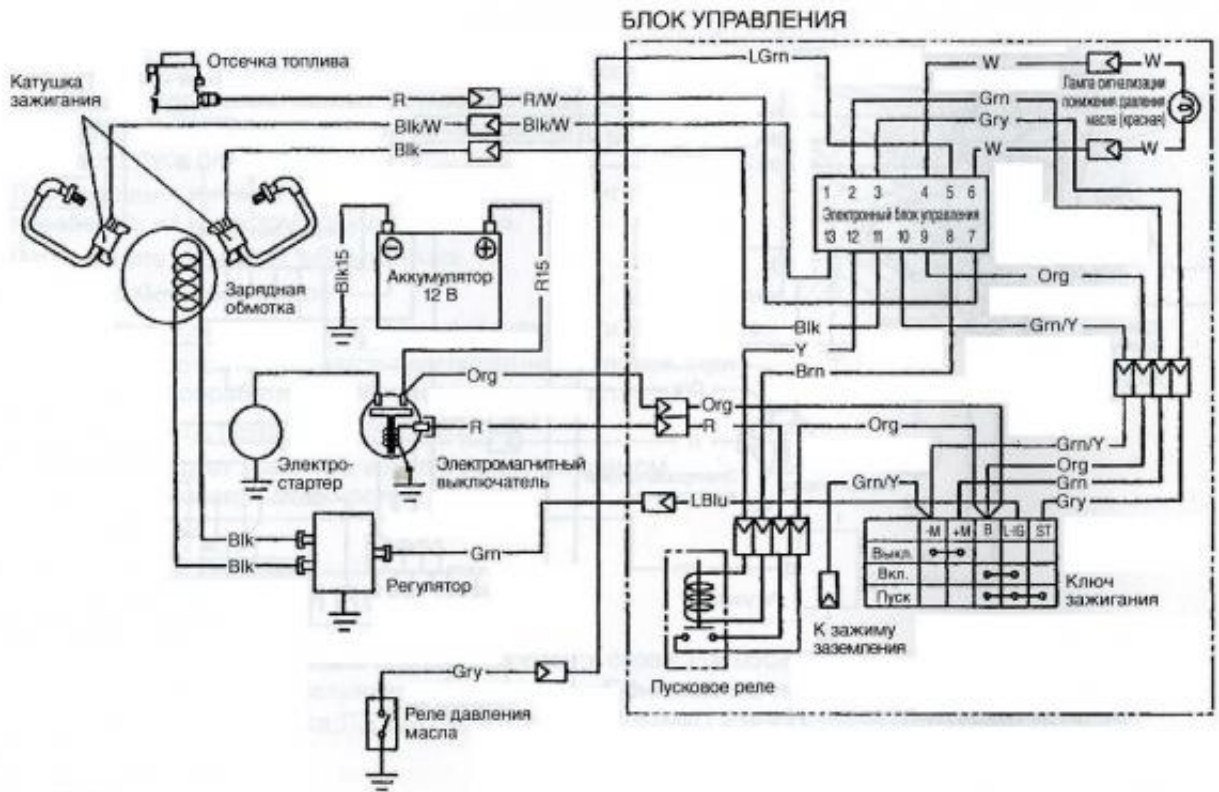 БЛОК УПРАВЛЕНИЯ
Отсечка топлива
Катушка
зажигания
LGrn
W
W
R
R/W
Grn
Лампа сигнализации
понижения давления
масла (красная)
Blk/W
Blk/W
Gry
Blk
W
W
1 2 3 4 5 6
Электронный блок управления
13 12 11 10 9 8 7
Аккумулятор
12 В
Blk15
R15
Зарядная
обмотка
Org
Blk
Grn/Y
Y
Brn
Org
Org
R
R
Org
Grn/Y
Электро-
стартер
Электромагнитный
выключатель
Org
Grn
Grn/Y
Gry
LBlu
-M +M B L-IG ST
Выкл.
Вкл.
Пуск
Ключ
зажигания
Blk
Blk
Grn
Регулятор
К зажиму
заземления
Пусковое реле
Gry
Реле давления
масла